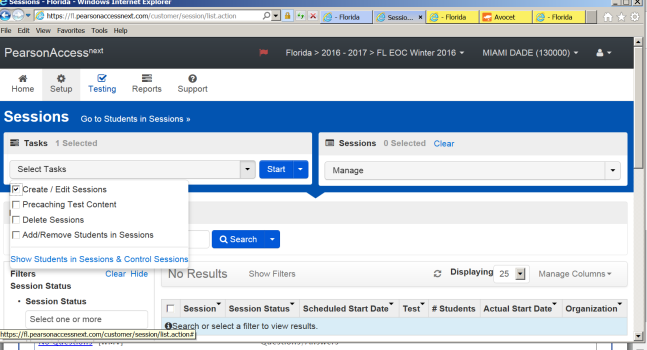 Sessions - Florida - Windows Internet Explorer
https://fl.pearsonaccessnext.com/customer/session/list.action
- Florida
Sessio...
- Florida
Avocet
- Florida
File Edit View Favorites Tools Help
PearsonAccessnext
Florida > 2016 - 2017 > FL EOC Winter 2016
MIAMI DADE (130000)
Home Setup Testing Reports Support
Sessions Go to Students in Sessions »
Tasks 1 Selected
Sessions 0 Selected Clear
Select Tasks
Start
Manage
Create / Edit Sessions
Precaching Test Content
Delete Sessions
Add/Remove Students in Sessions
Search
Show Students in Sessions & Control Sessions
Filters Clear Hide
No Results Show Filters
Displaying 25
Manage Columns
Session Status
Session Status
Session Session Status Scheduled Start Date Test # Students Actual Start Date Organization
Select one or more
Search or select a filter to view results.
https://fl.pearsonaccessnext.com/customer/session/list.action#